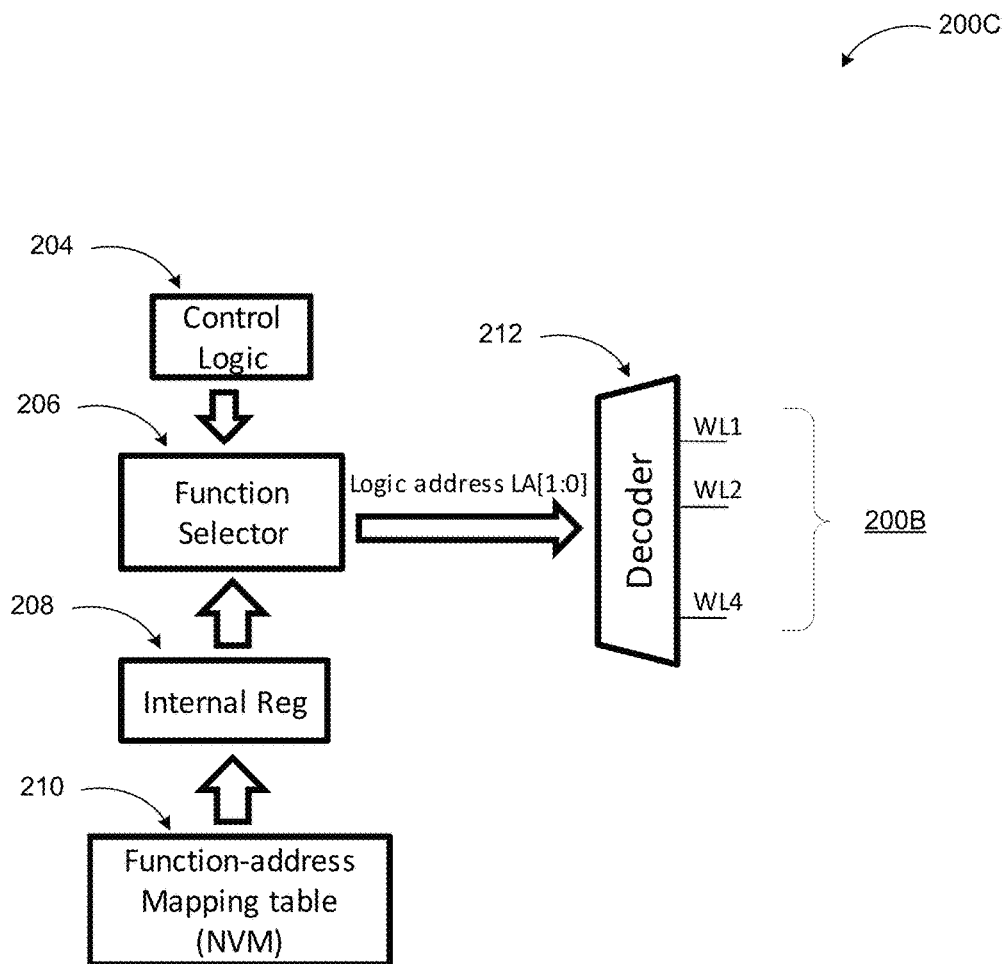 200C
204
Control
Logic
206
Function
Selector
Logic address LA[1:0]
212
Decoder
WL1
WL2
WL4
200B
208
Internal Reg
210
Function-address
Mapping table
(NVM)